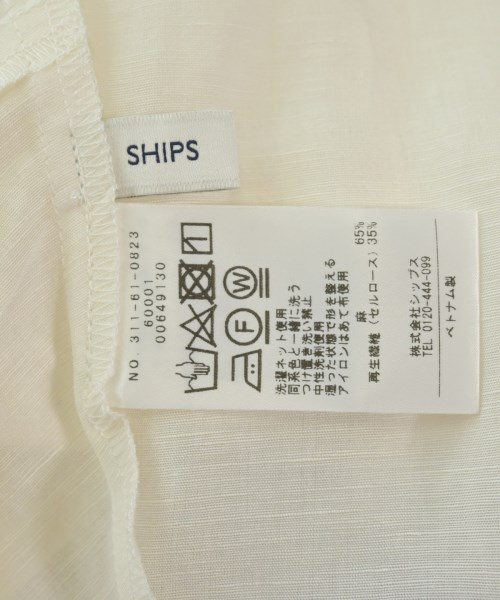 SHIPS
NO. 311-61-0823
60001
00649130
F W
洗濯ネット使用
同系色と一緒に洗う
つけ置き洗い禁止
中性洗剤使用
湿った状態で形を整える
アイロンはあて布使用
麻 65%
再生繊維（セルロース） 35%
株式会社シップス
TEL 0120-444-099
ベトナム製